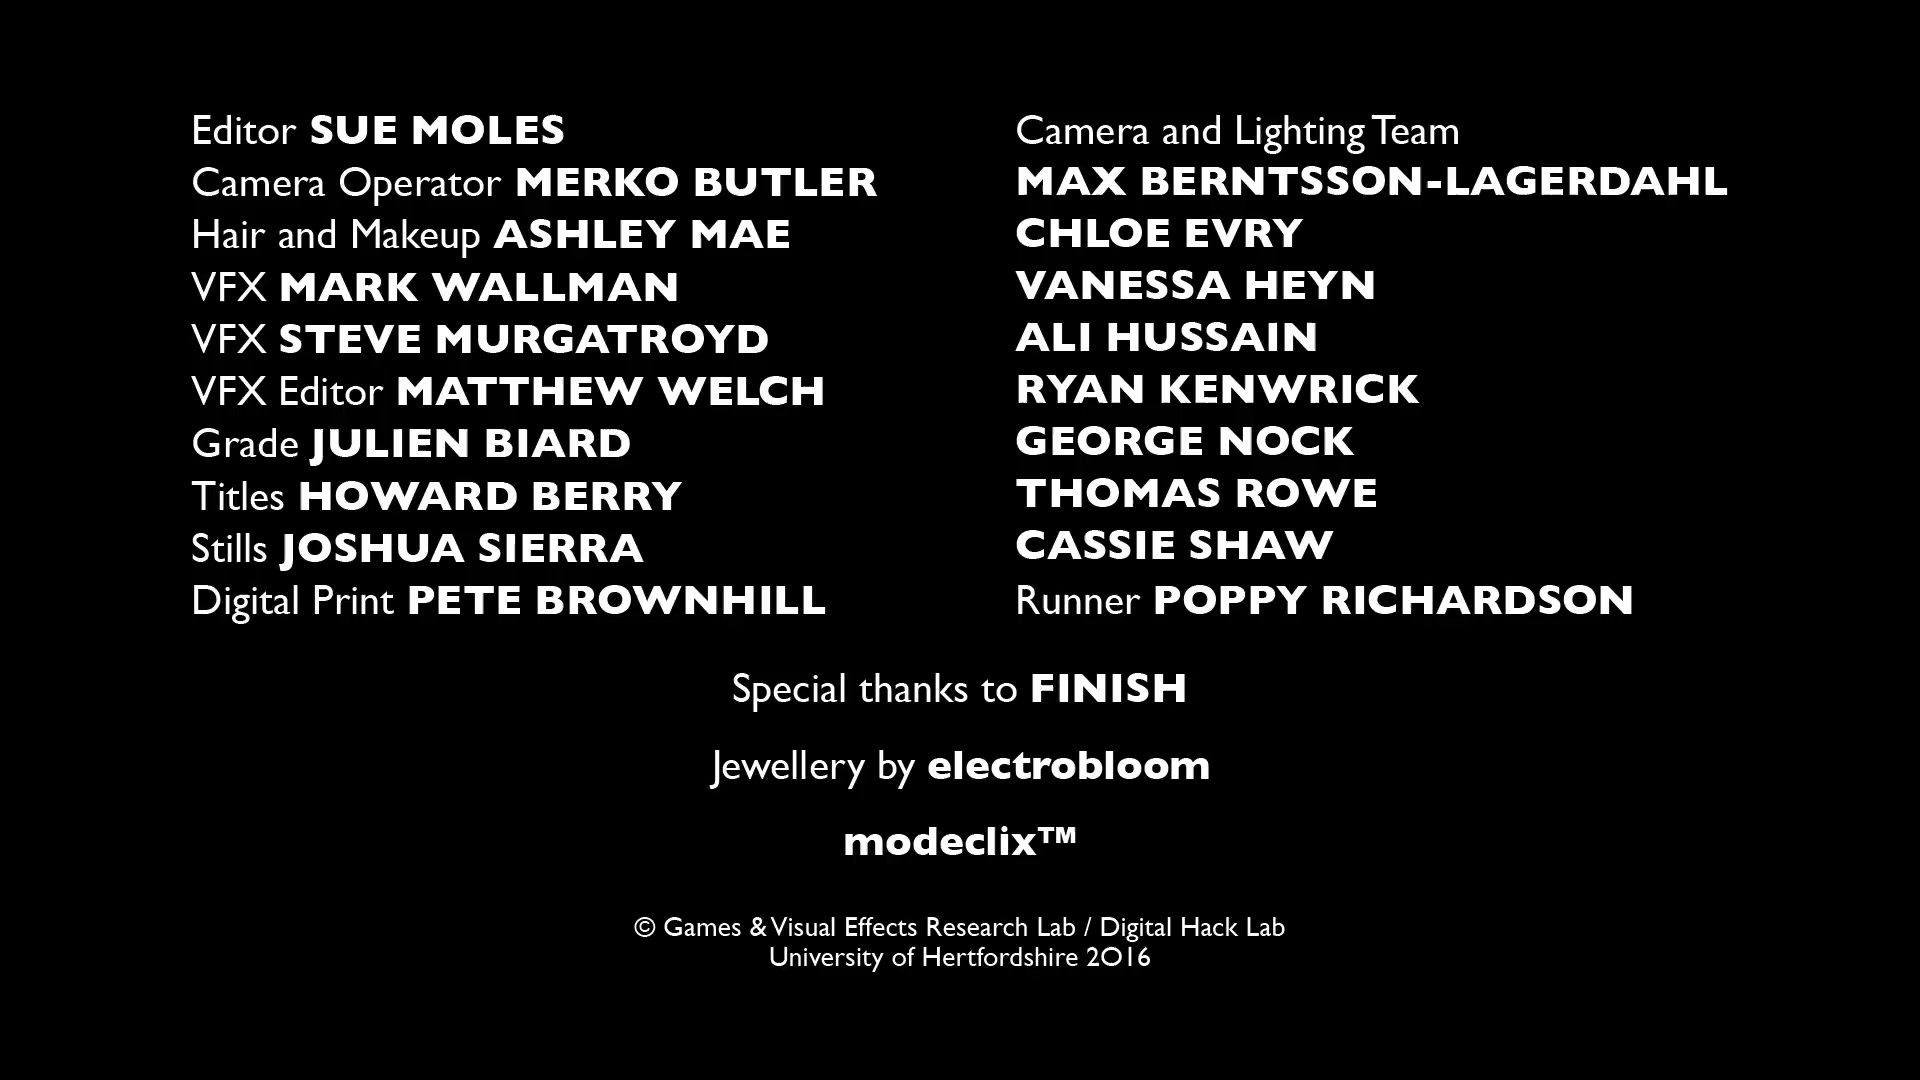 Editor SUE MOLES
Camera Operator MERKO BUTLER
Hair and Makeup ASHLEY MAE
VFX MARK WALLMAN
VFX STEVE MURGATROYD
VFX Editor MATTHEW WELCH
Grade JULIEN BIARD
Titles HOWARD BERRY
Stills JOSHUA SIERRA
Digital Print PETE BROWNHILL
Camera and Lighting Team
MAX BERNTSSON-LAGERDAHL
CHLOE EVRY
VANESSA HEYN
ALI HUSSAIN
RYAN KENWRICK
GEORGE NOCK
THOMAS ROWE
CASSIE SHAW
Runner POPPY RICHARDSON
Special thanks to FINISH
Jewellery by electrobloom
modeclix™
© Games & Visual Effects Research Lab / Digital Hack Lab
University of Hertfordshire 2016